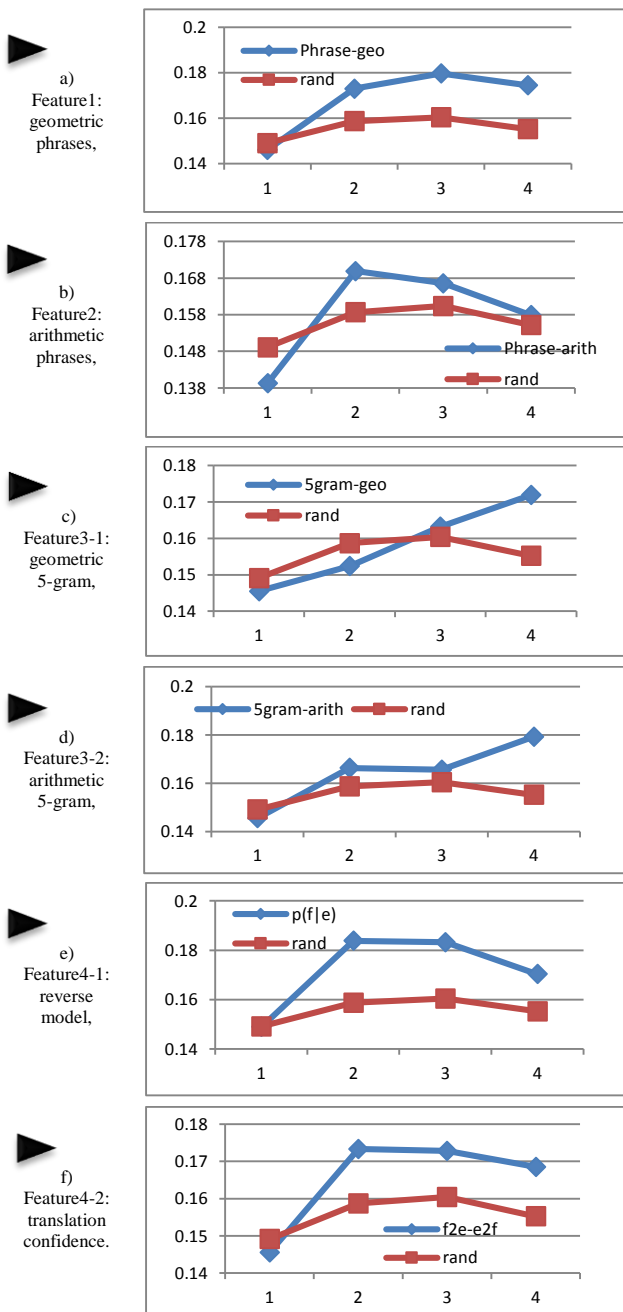 a)
Feature1:
geometric
phrases,
0.2
0.18
0.16
0.14
Phrase-geo
rand
1 2 3 4
b)
Feature2:
arithmetic
phrases,
0.178
0.168
0.158
0.148
0.138
Phrase-arith
rand
1 2 3 4
c)
Feature3-1:
geometric
5-gram,
0.18
0.17
0.16
0.15
0.14
5gram-geo
rand
1 2 3 4
d)
Feature3-2:
arithmetic
5-gram,
0.2
0.18
0.16
0.14
5gram-arith rand
1 2 3 4
e)
Feature4-1:
reverse
model,
0.2
0.18
0.16
0.14
p(f|e)
rand
1 2 3 4
f)
Feature4-2:
translation
confidence.
0.18
0.17
0.16
0.15
0.14
f2e-e2f
rand
1 2 3 4